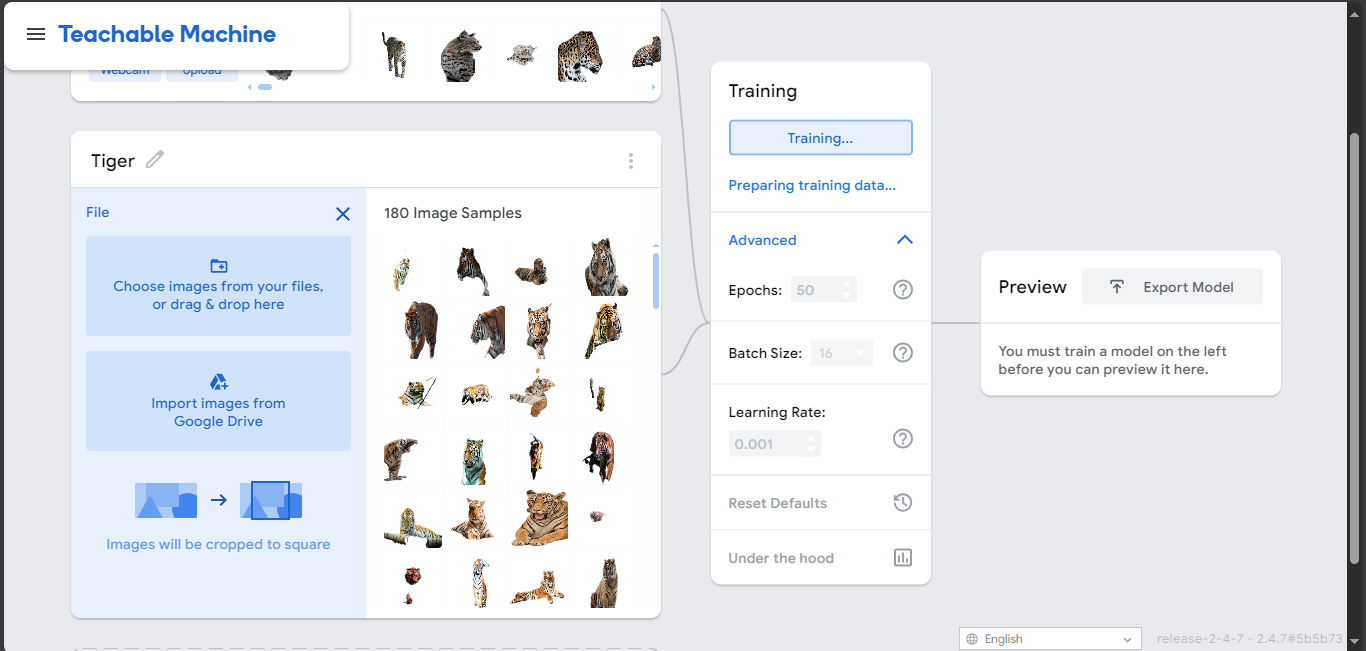 Teachable Machine
Webcam
Upload
Tiger
File
Choose images from your files,
or drag & drop here
Import images from
Google Drive
Images will be cropped to square
180 Image Samples
Training
Training...
Preparing training data...
Advanced
Epochs: 50
Batch Size: 16
Learning Rate:
0.001
Reset Defaults
Under the hood
Preview
Export Model
You must train a model on the left
before you can preview it here.
English
release-2-4-7 - 2.4.7#5b5b73